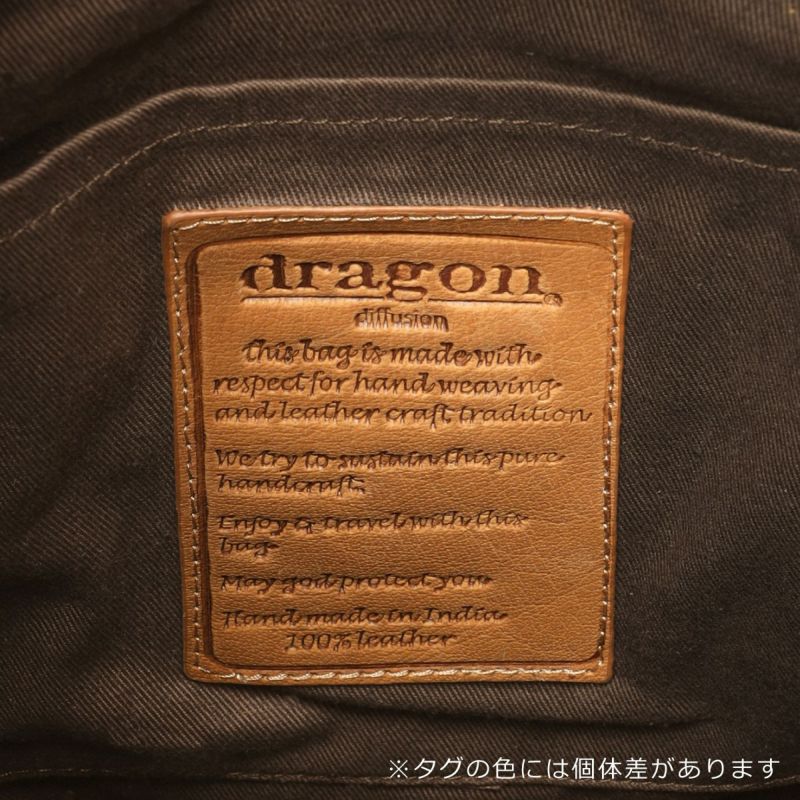 dragon®
diffusion
this bag is made with
respect for hand weaving
and leather craft tradition
We try to sustain this pure
handcraft.
Enjoy & travel with this
bag
May god protect you
Hand made in India
100% leather
※タグの色には個体差があります